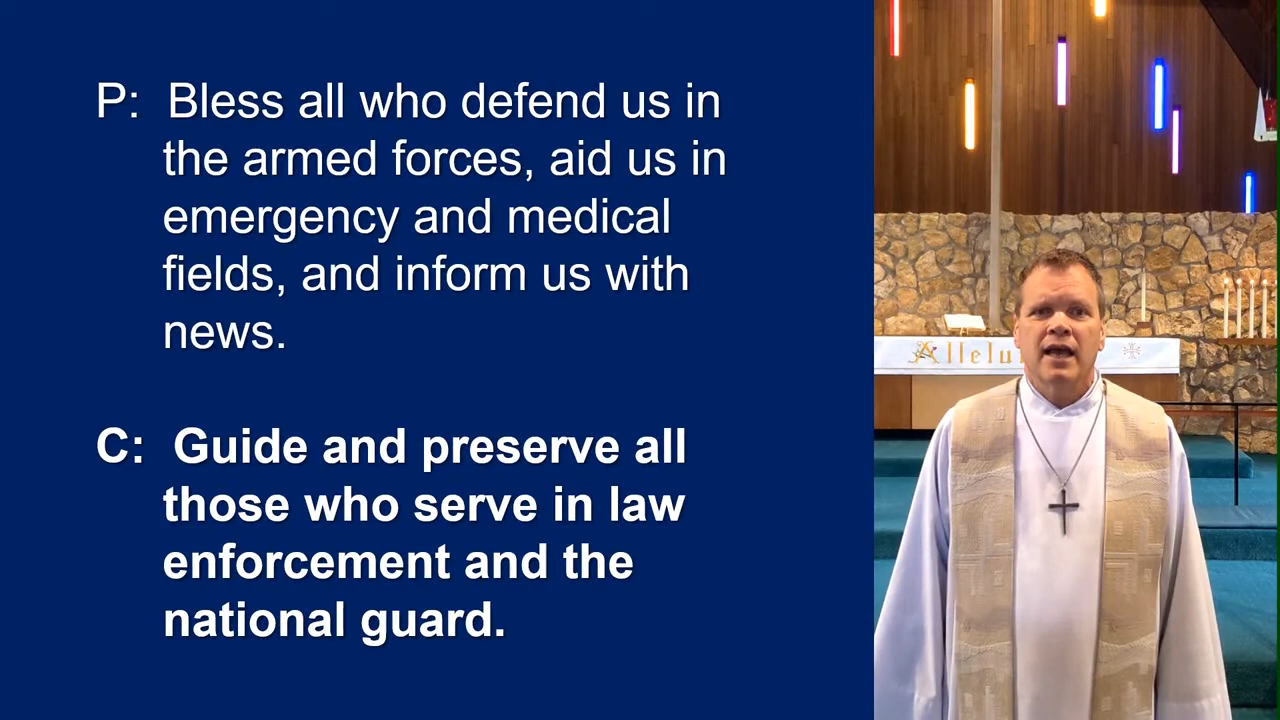 P: Bless all who defend us in
the armed forces, aid us in
emergency and medical
fields, and inform us with
news.
C: Guide and preserve all
those who serve in law
enforcement and the
national guard.